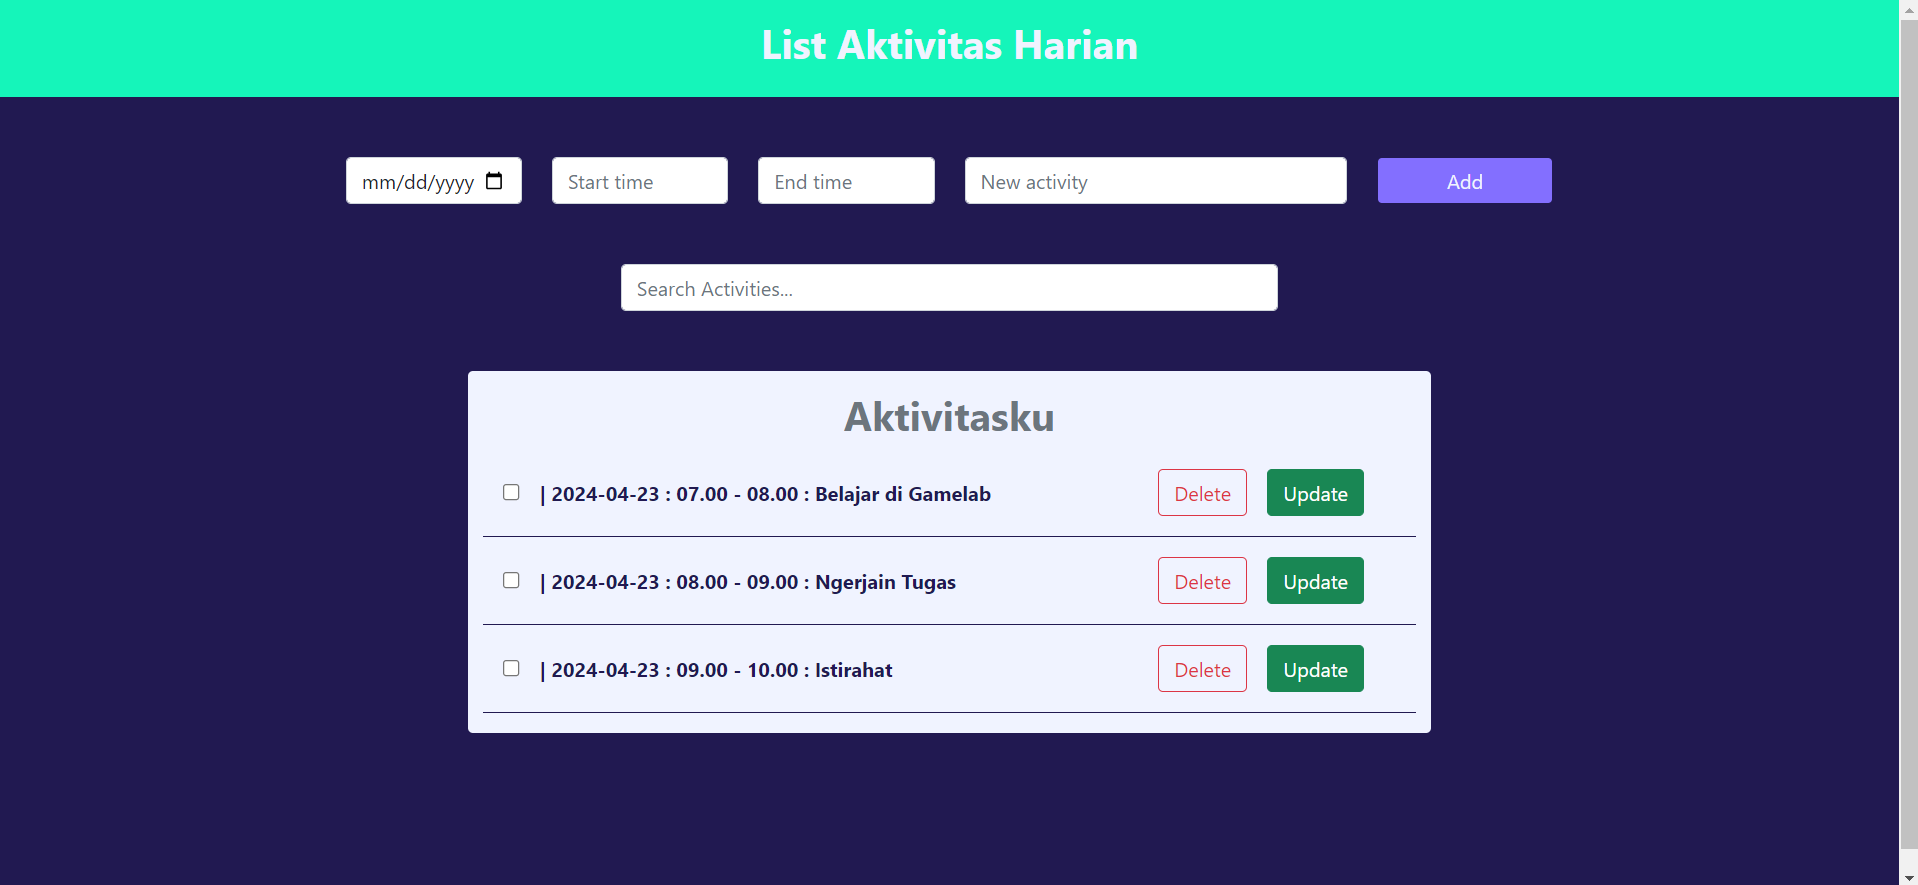 List Aktivitas Harian
mm/dd/yyyy Start time End time New activity Add
Search Activities...
Aktivitasku
| 2024-04-23 : 07.00 - 08.00 : Belajar di Gamelab Delete Update
| 2024-04-23 : 08.00 - 09.00 : Ngerjain Tugas Delete Update
| 2024-04-23 : 09.00 - 10.00 : Istirahat Delete Update